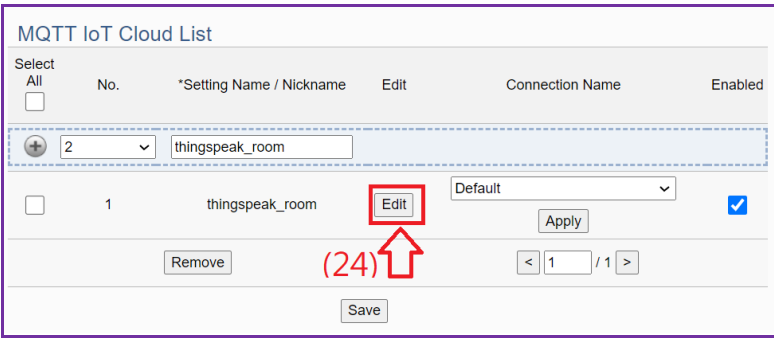 MQTT IoT Cloud List
Select All No. *Setting Name / Nickname Edit Connection Name Enabled
+ 2 thingspeak_room
1 thingspeak_room Edit Default
Apply
Remove (24) < 1 / 1 >
Save